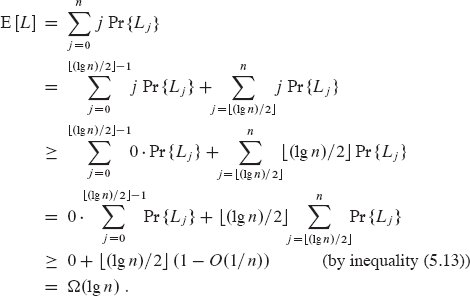 E [L] = ∑_{j=0}^{n} j Pr {L_j}
= ∑_{j=0}^{⌊(lg n)/2⌋−1} j Pr {L_j} + ∑_{j=⌊(lg n)/2⌋}^{n} j Pr {L_j}
≥ ∑_{j=0}^{⌊(lg n)/2⌋−1} 0 · Pr {L_j} + ∑_{j=⌊(lg n)/2⌋}^{n} ⌊(lg n)/2⌋ Pr {L_j}
= 0 · ∑_{j=0}^{⌊(lg n)/2⌋−1} Pr {L_j} + ⌊(lg n)/2⌋ ∑_{j=⌊(lg n)/2⌋}^{n} Pr {L_j}
≥ 0 + ⌊(lg n)/2⌋ (1 − O(1/n)) (by inequality (5.13))
= Ω(lg n) .